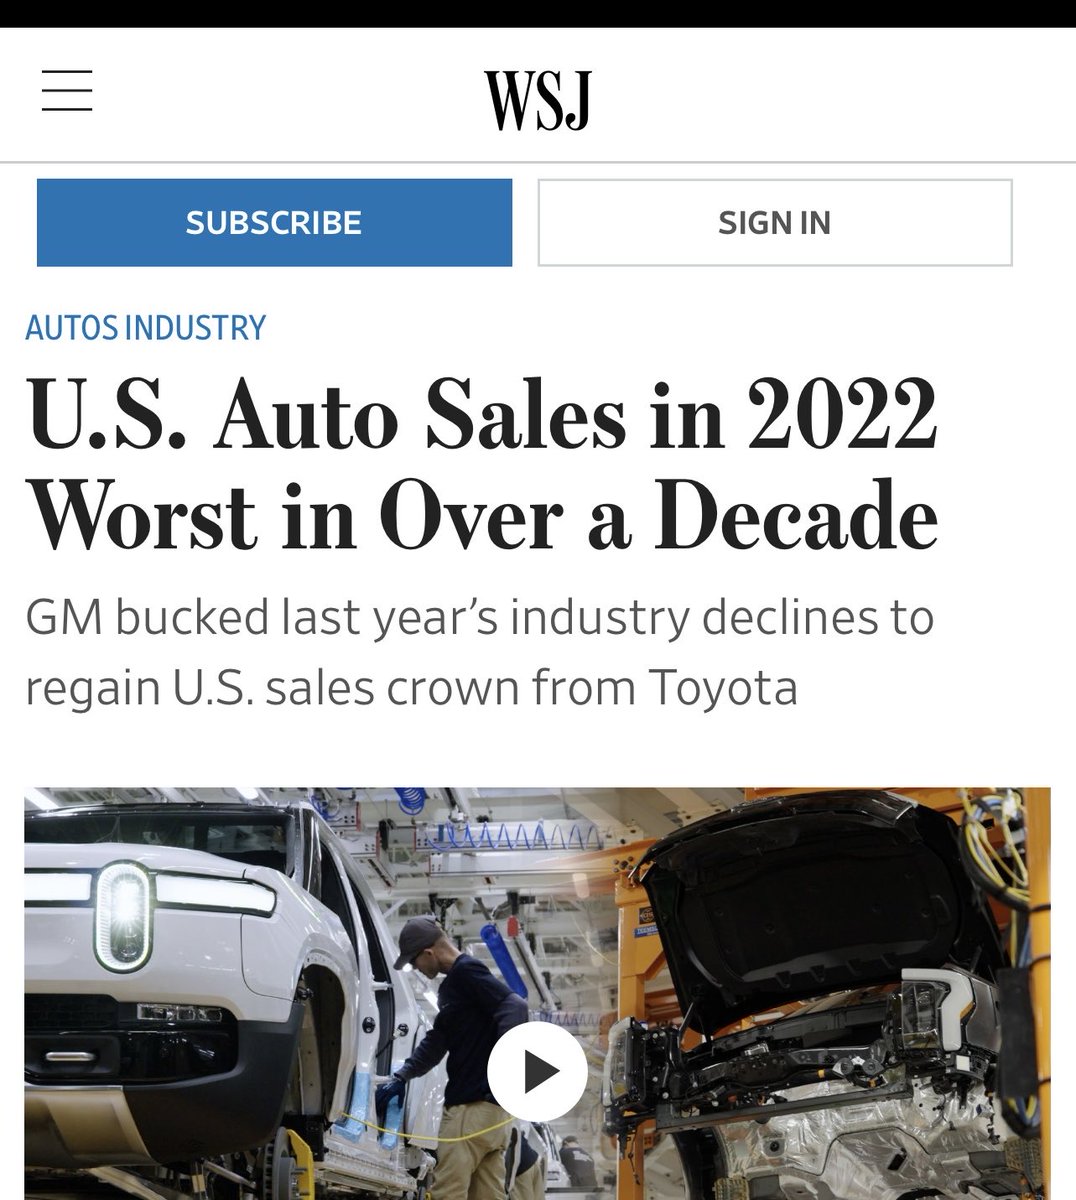 WSJ
SUBSCRIBE
SIGN IN
AUTOS INDUSTRY
U.S. Auto Sales in 2022
Worst in Over a Decade
GM bucked last year’s industry declines to
regain U.S. sales crown from Toyota